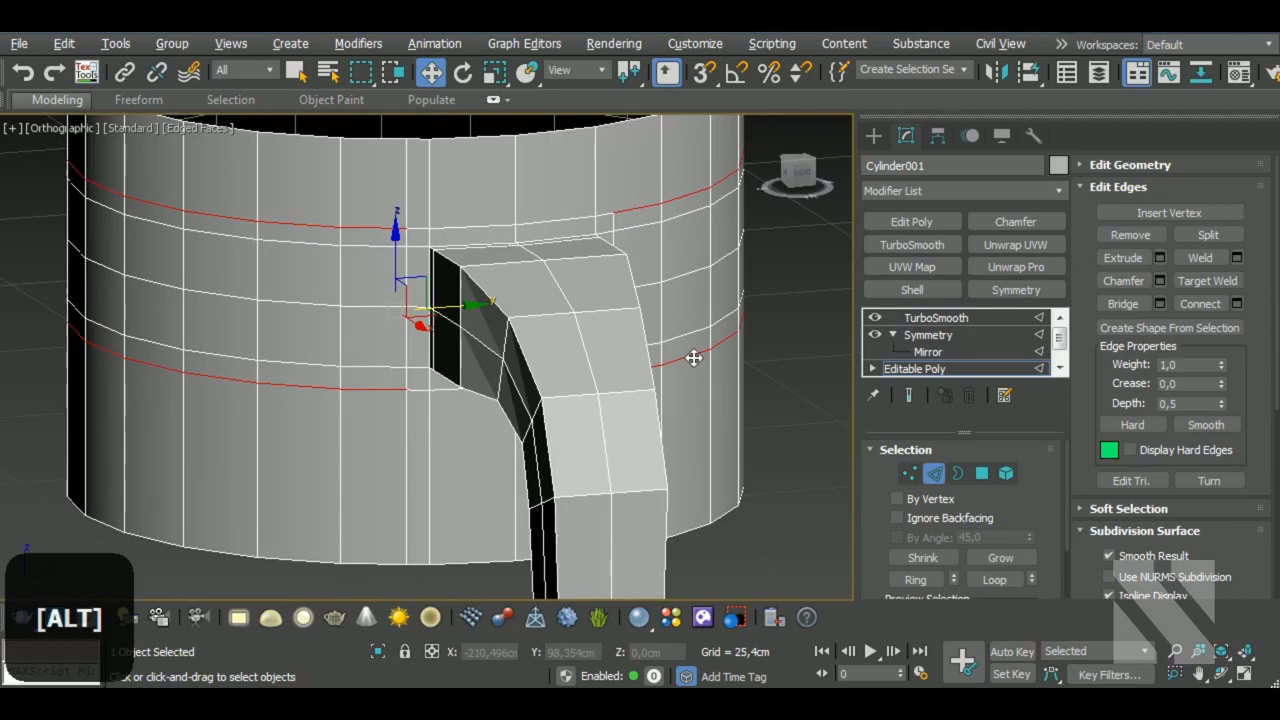 File Edit Tools Group Views Create Modifiers Animation Graph Editors Rendering Customize Scripting Content Substance Civil View Workspaces: Default
Tex Tools All View Create Selection Se
Modeling Freeform Selection Object Paint Populate
[+] [Orthographic] [Standard] [Edged Faces]
Cylinder001
Modifier List
Edit Poly Chamfer
TurboSmooth Unwrap UVW
UVW Map Unwrap Pro
Shell Symmetry
TurboSmooth
Symmetry
Mirror
Editable Poly
Selection
By Vertex
Ignore Backfacing
By Angle: 45,0
Shrink Grow
Ring Loop
Edit Geometry
Edit Edges
Insert Vertex
Remove Split
Extrude Weld
Chamfer Target Weld
Bridge Connect
Create Shape From Selection
Edge Properties
Weight: 1,0
Crease: 0,0
Depth: 0,5
Hard Smooth
Display Hard Edges
Edit Tri. Turn
Soft Selection
Subdivision Surface
Smooth Result
Use NURMS Subdivision
Isoline Display
z
y
RIGHT
z
[ALT]
1 Object Selected X: -210,496cm Y: 98,354cm Z: 0,0cm Grid = 25,4cm Auto Key Selected
Click or click-and-drag to select objects Enabled: 0 Add Time Tag 0 Set Key Key Filters...